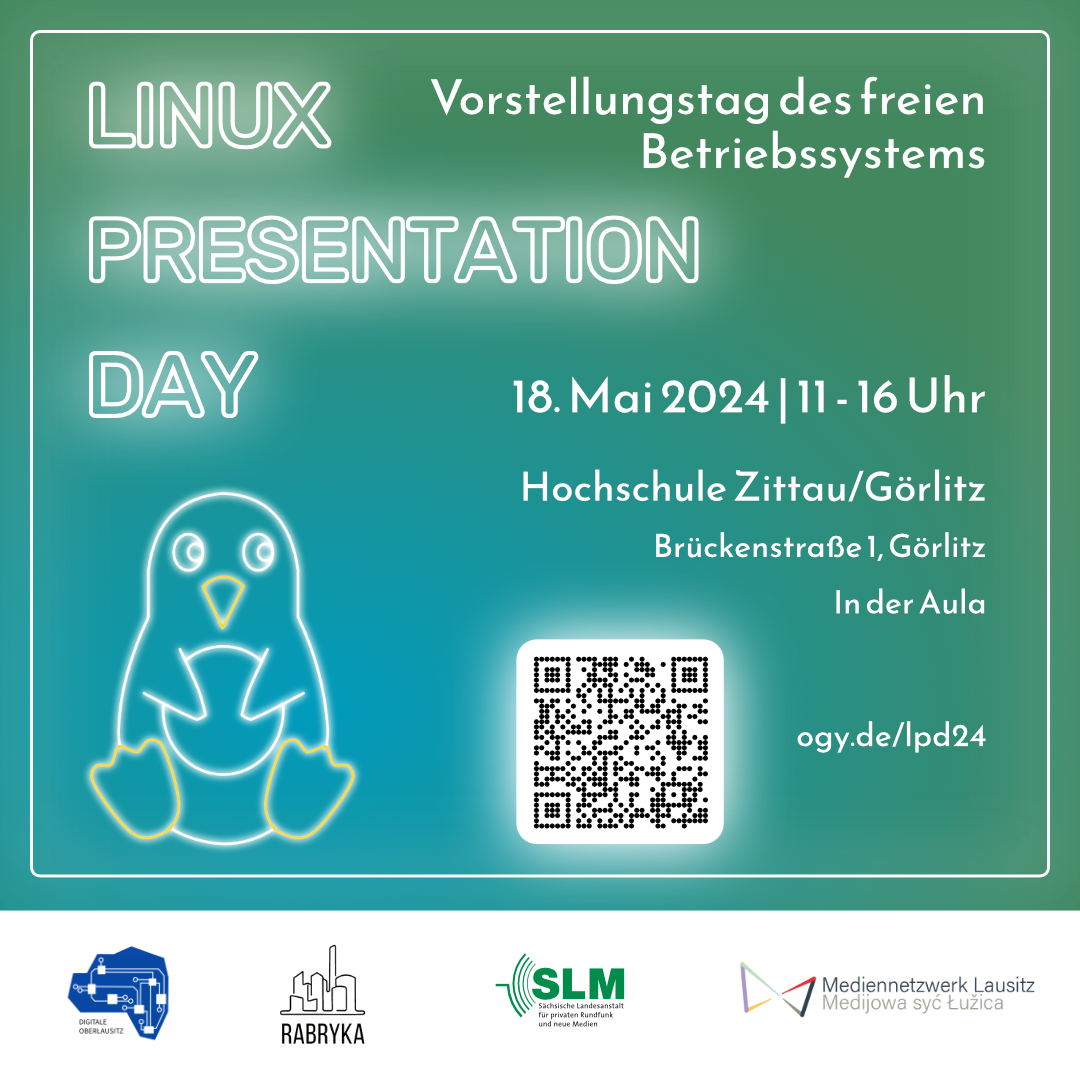 LINUX
PRESENTATION
DAY
Vorstellungstag des freien
Betriebssystems
18. Mai 2024 | 11 - 16 Uhr
Hochschule Zittau/Görlitz
Brückenstraße 1, Görlitz
In der Aula
ogy.de/lpd24
DIGITALE
OBERLAUSITZ
RABRYKA
SLM
Sächsische Landesanstalt
für privaten Rundfunk
und neue Medien
Mediennetzwerk Lausitz
Medijowa syć Łužica